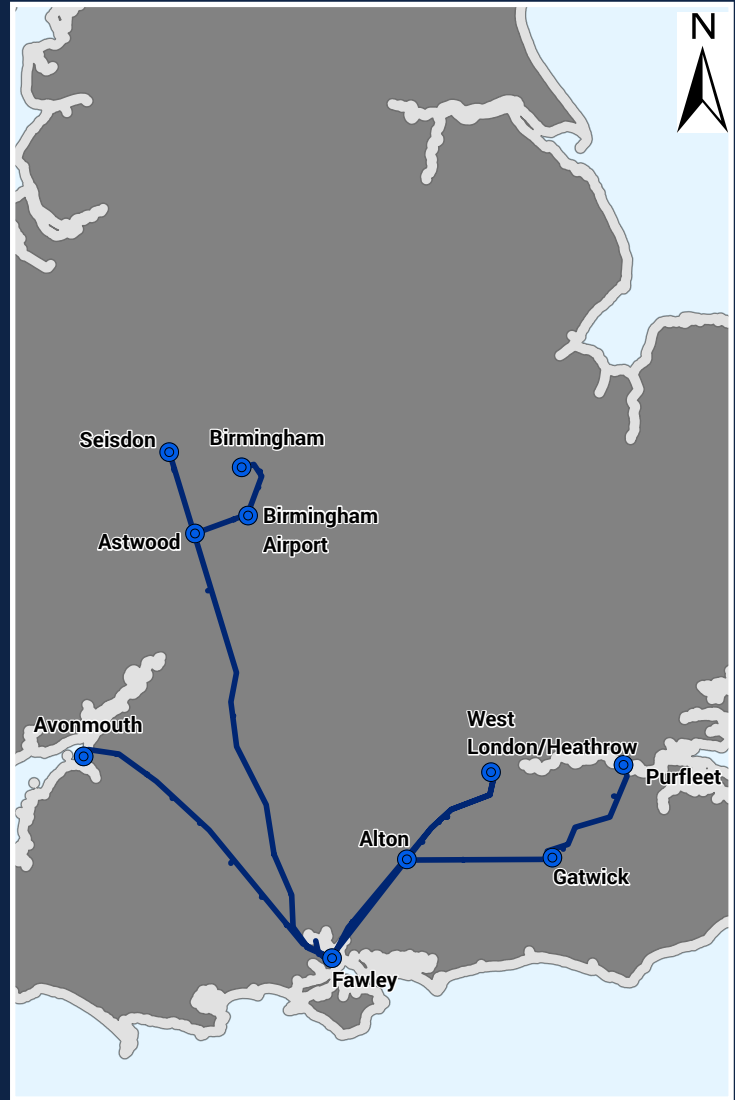 N
Seisdon
Birmingham
Birmingham
Airport
Astwood
Avonmouth
West
London/Heathrow
Purfleet
Alton
Gatwick
Fawley